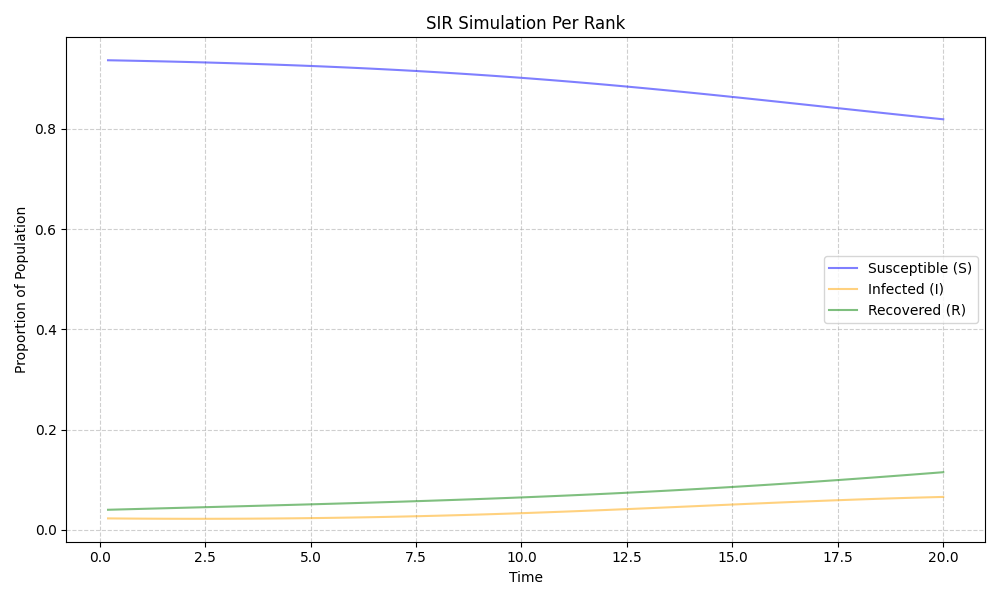 SIR Simulation Per Rank
Proportion of Population
0.8
0.6
0.4
0.2
0.0
Susceptible (S)
Infected (I)
Recovered (R)
0.0 2.5 5.0 7.5 10.0 12.5 15.0 17.5 20.0
Time